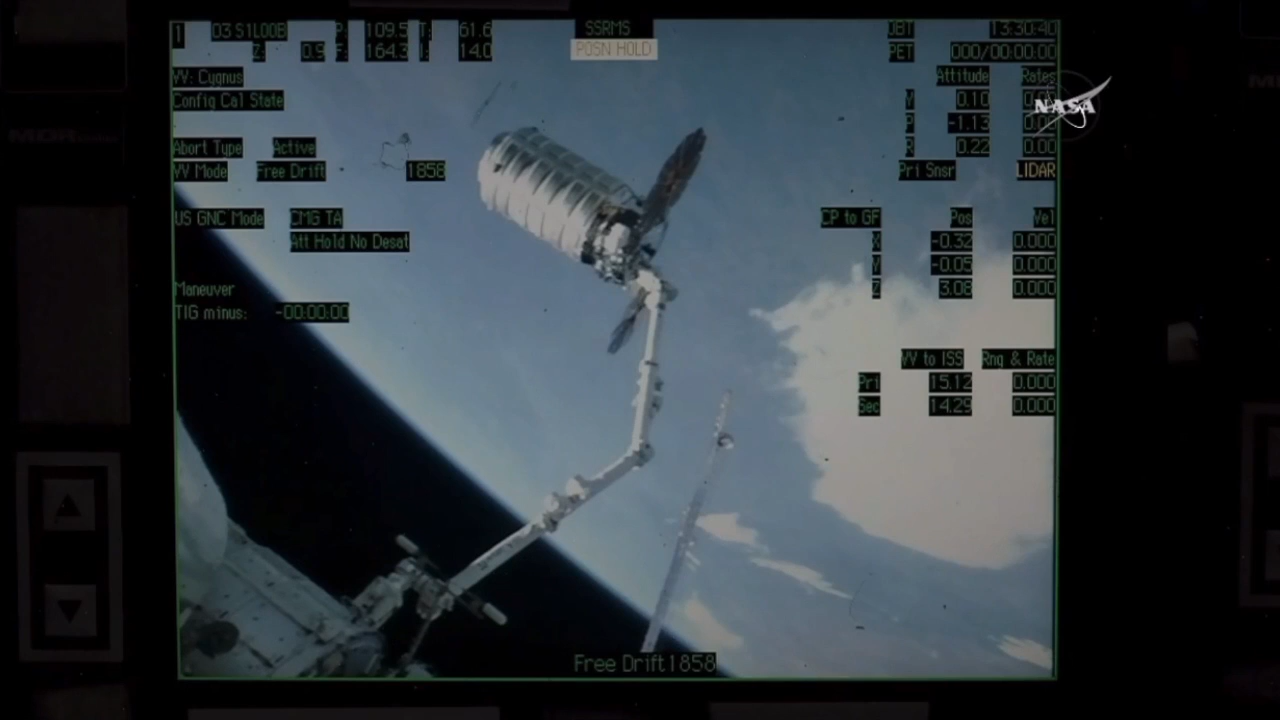 1 03 S1LOOB P: 109.5 T: 61.6 SSRMS DBT 13:30:40
Z: 0.9 F: 164.3 I: 14.0 POSN HOLD PET 000/00:00:00
VV: Cygnus Attitude Rates
Config Cal State Y 0.10
NASA
P -1.13
Abort Type Active R 0.22 0.00
VV Mode Free Drift 1858 Pri Snsr LIDAR
US GNC Mode CMG TA CP to GF Pos Vel
Att Hold No Desat X -0.32 0.000
Y -0.05 0.000
Maneuver Z 3.08 0.000
TIG minus: -00:00:00
VV to ISS Rng & Rate
Pri 15.12 0.000
Sec 14.29 0.000
Free Drift 1858